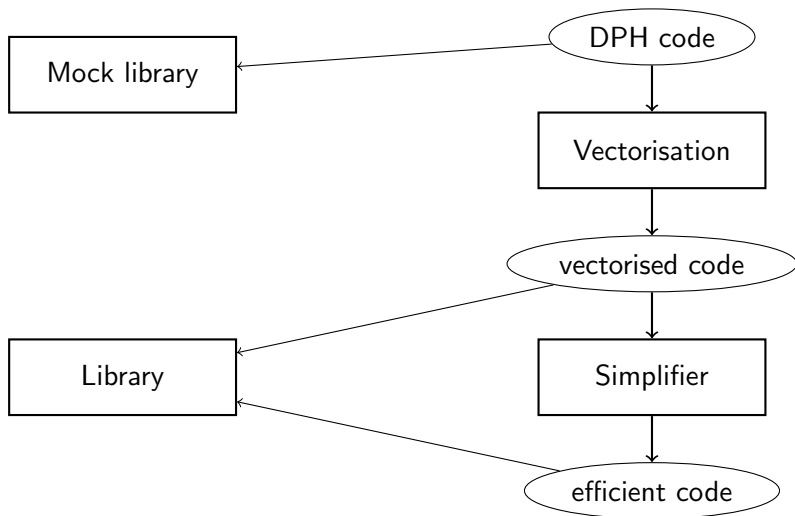 DPH code
Mock library
Vectorisation
vectorised code
Library
Simplifier
efficient code